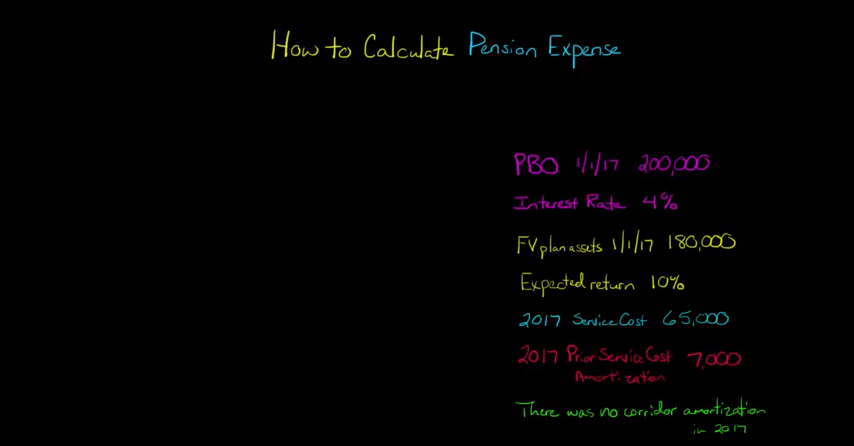 How to Calculate Pension Expense
PBO 1/1/17 200,000
Interest Rate 4%
FV plan assets 1/1/17 180,000
Expected return 10%
2017 Service Cost 65,000
2017 Prior Service Cost 7,000
Amortization
There was no corridor amortization
in 2017